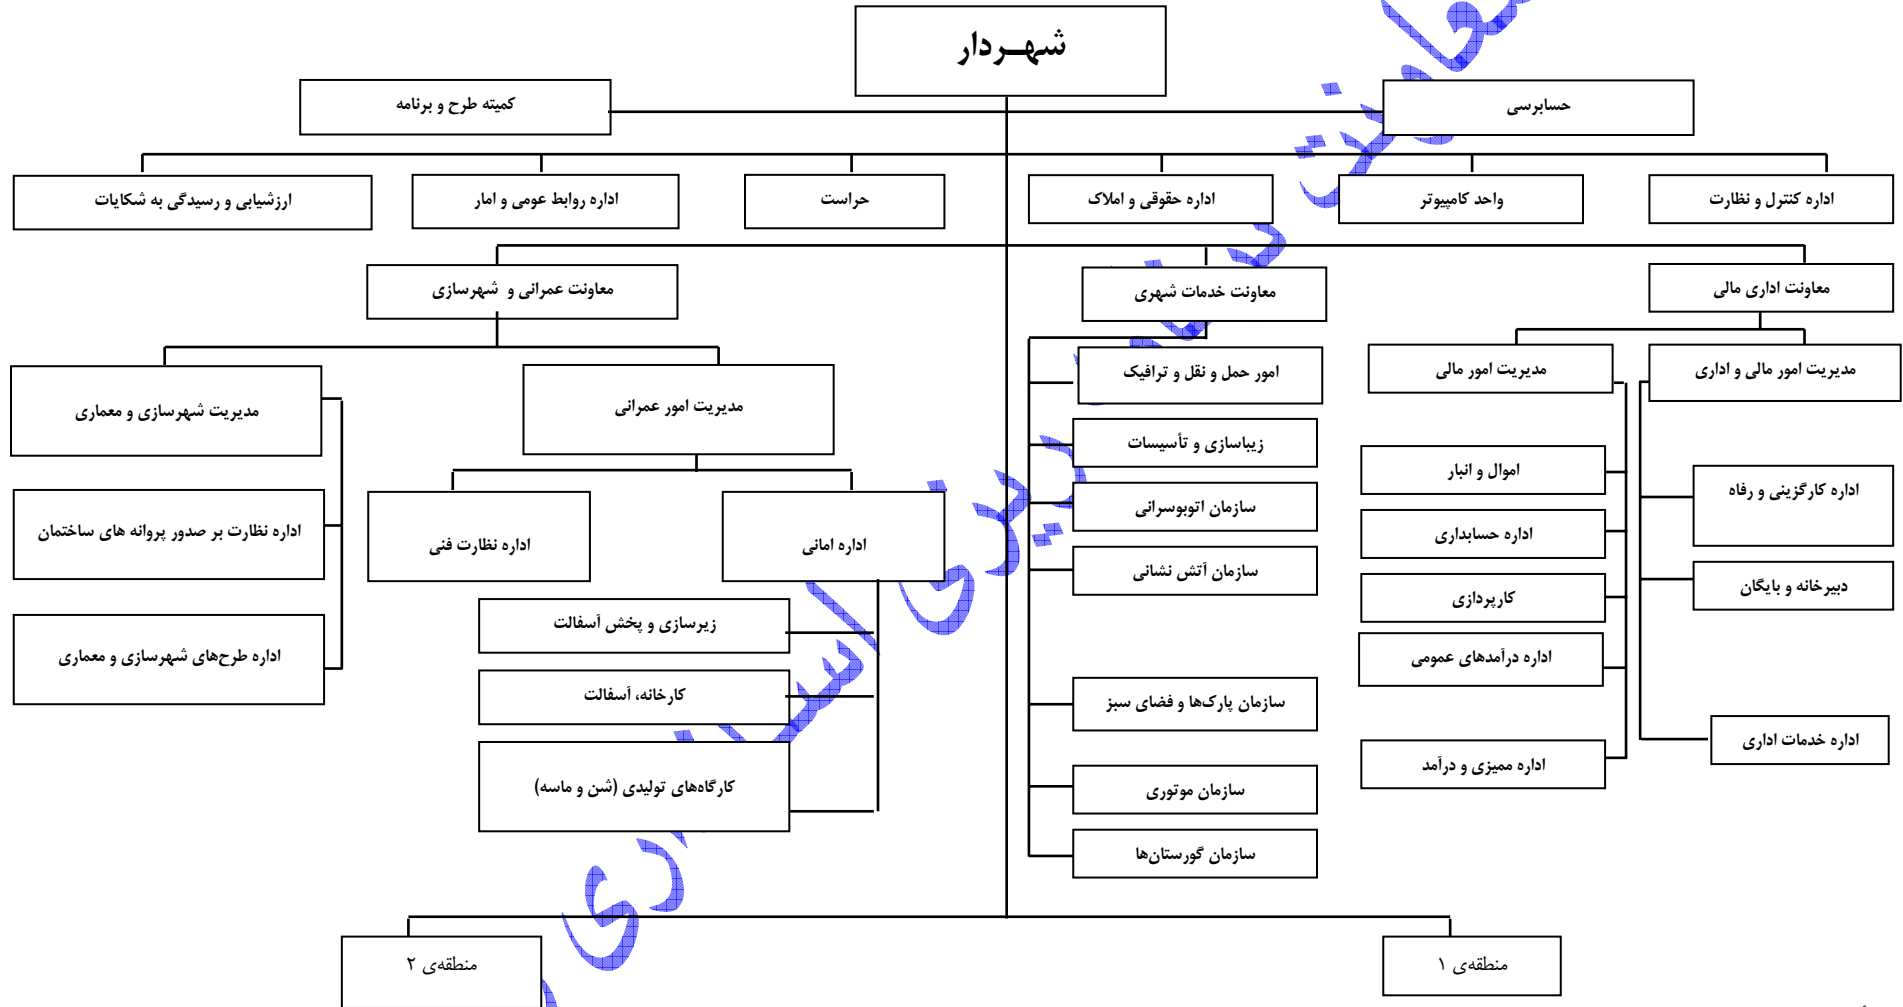 شهـردار
حسابرسی
کمیته طرح و برنامه
اداره کنترل و نظارت
واحد کامپیوتر
اداره حقوقی و املاک
حراست
اداره روابط عومی و امار
ارزشیابی و رسیدگی به شکایات
معاونت اداری مالی
معاونت خدمات شهری
معاونت عمرانی و شهرسازی
مدیریت امور مالی و اداری
اداره کارگزینی و رفاه
دبیرخانه و بایگان
اداره خدمات اداری
مدیریت امور مالی
اموال و انبار
اداره حسابداری
کارپردازی
اداره درآمدهای عمومی
اداره ممیزی و درآمد
امور حمل و نقل و ترافیک
زیباسازی و تأسیسات
سازمان اتوبوسرانی
سازمان آتش نشانی
سازمان پارک‌ها و فضای سبز
سازمان موتوری
سازمان گورستان‌ها
مدیریت امور عمرانی
اداره امانی
اداره نظارت فنی
زیرسازی و پخش آسفالت
کارخانه، آسفالت
کارگاه‌های تولیدی (شن و ماسه)
مدیریت شهرسازی و معماری
اداره نظارت بر صدور پروانه های ساختمان
اداره طرح‌های شهرسازی و معماری
منطقه‌ی ۱
منطقه‌ی ۲